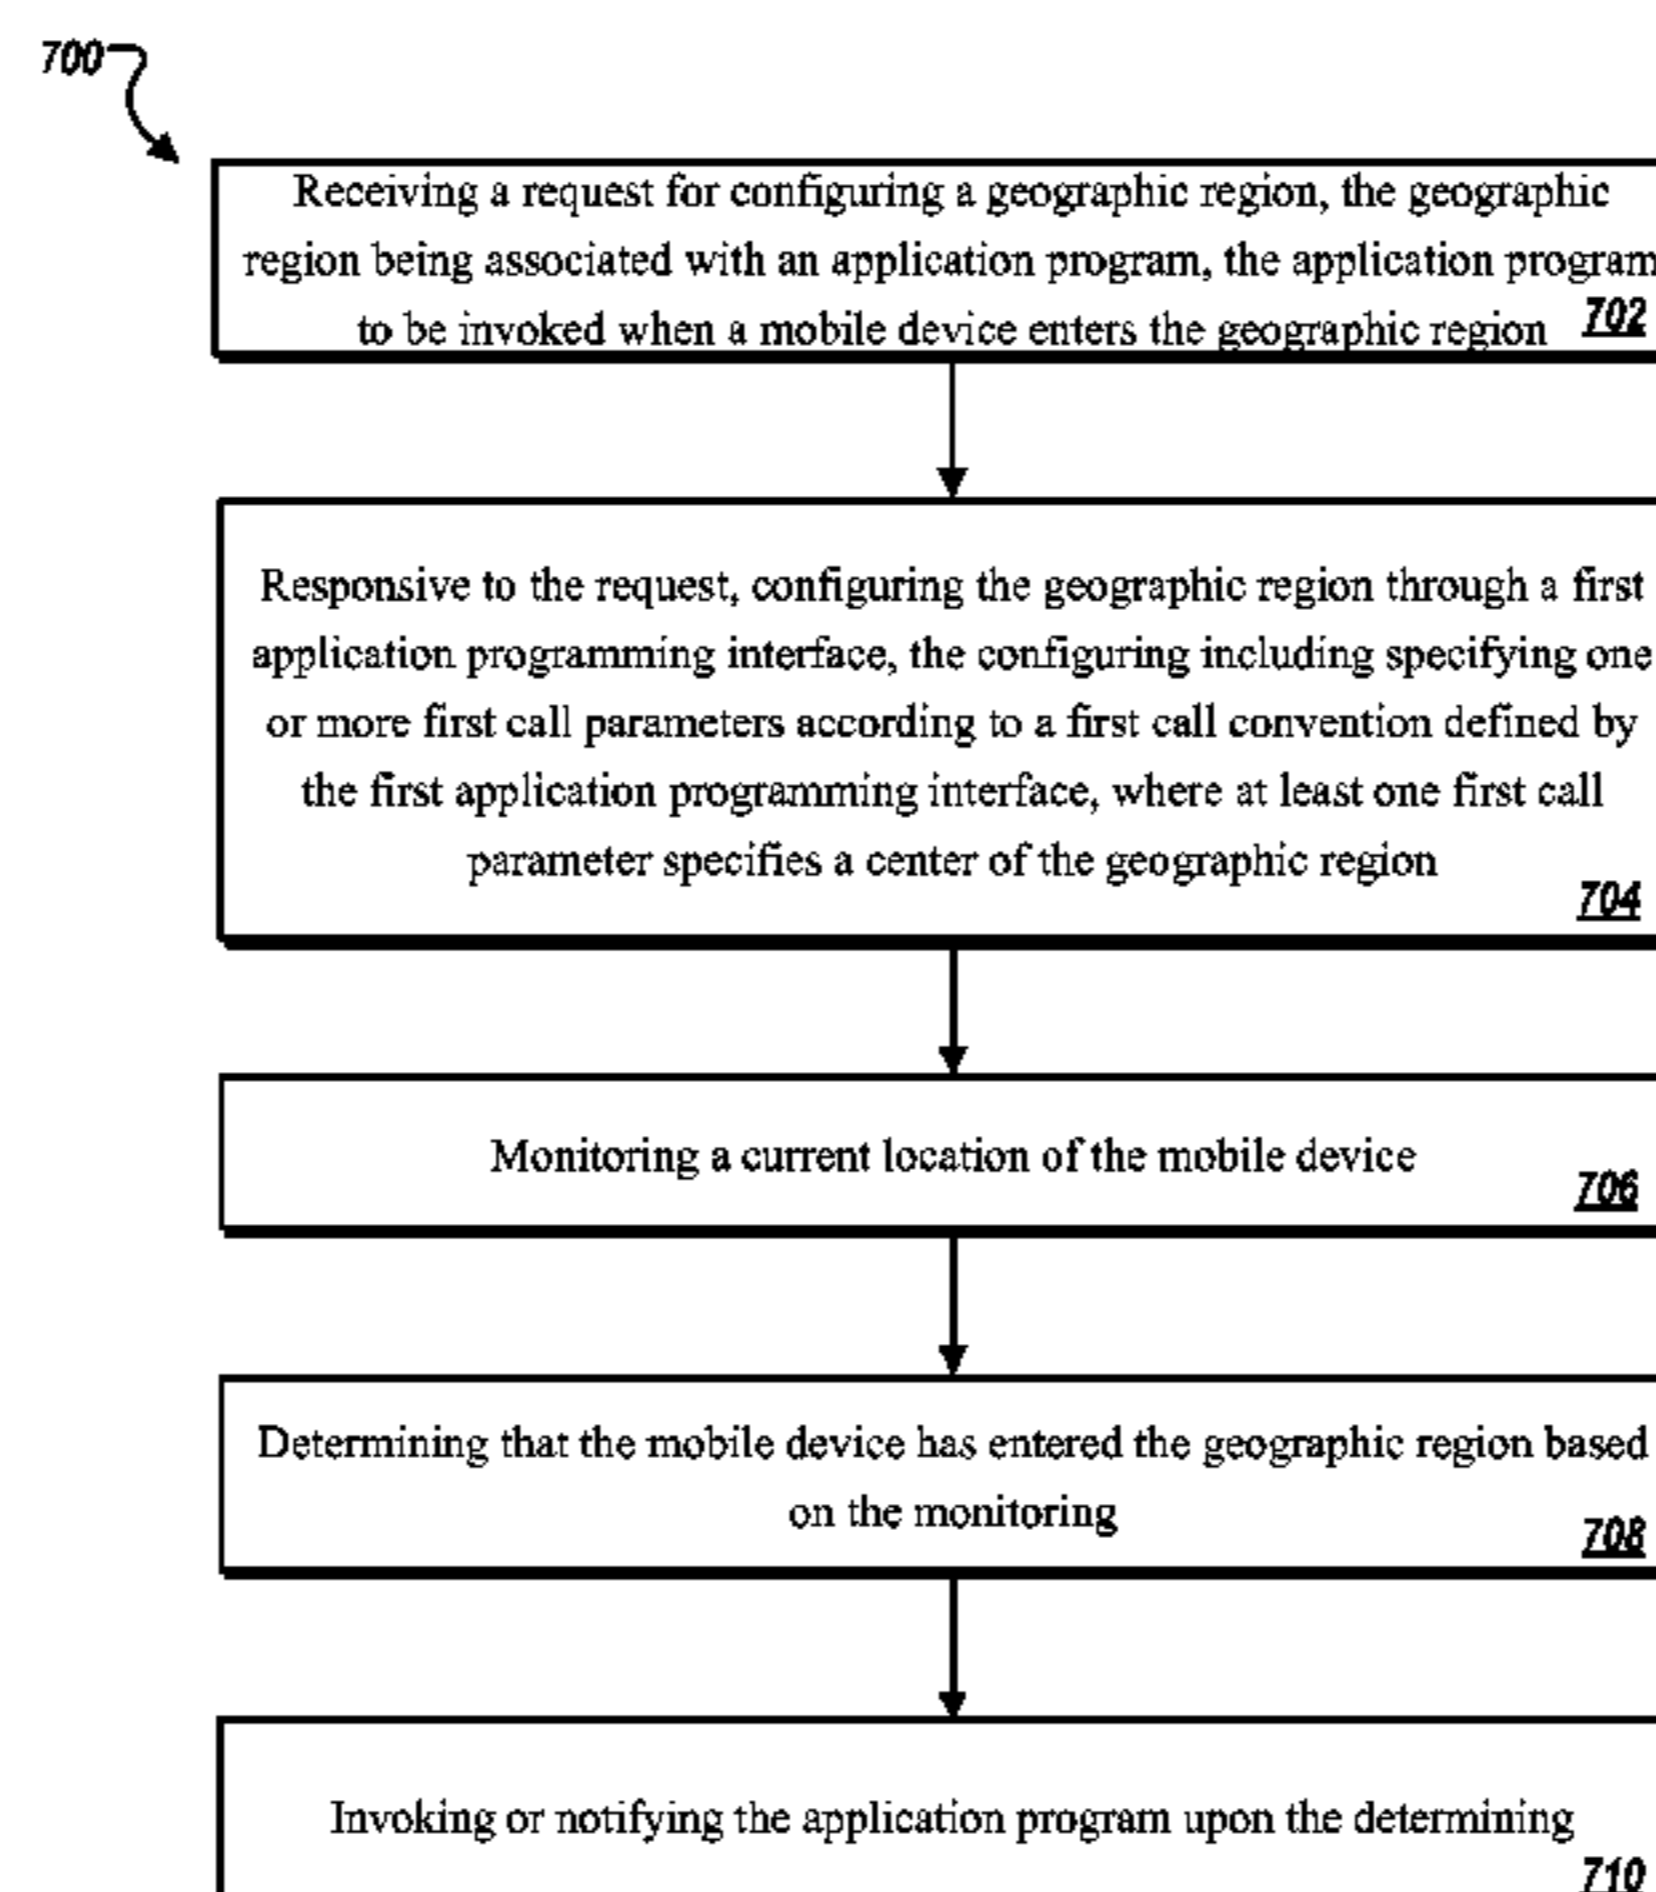 700
Receiving a request for configuring a geographic region, the geographic
region being associated with an application program, the application program
to be invoked when a mobile device enters the geographic region
702
Responsive to the request, configuring the geographic region through a first
application programming interface, the configuring including specifying one
or more first call parameters according to a first call convention defined by
the first application programming interface, where at least one first call
parameter specifies a center of the geographic region
704
Monitoring a current location of the mobile device
706
Determining that the mobile device has entered the geographic region based
on the monitoring
708
Invoking or notifying the application program upon the determining
710